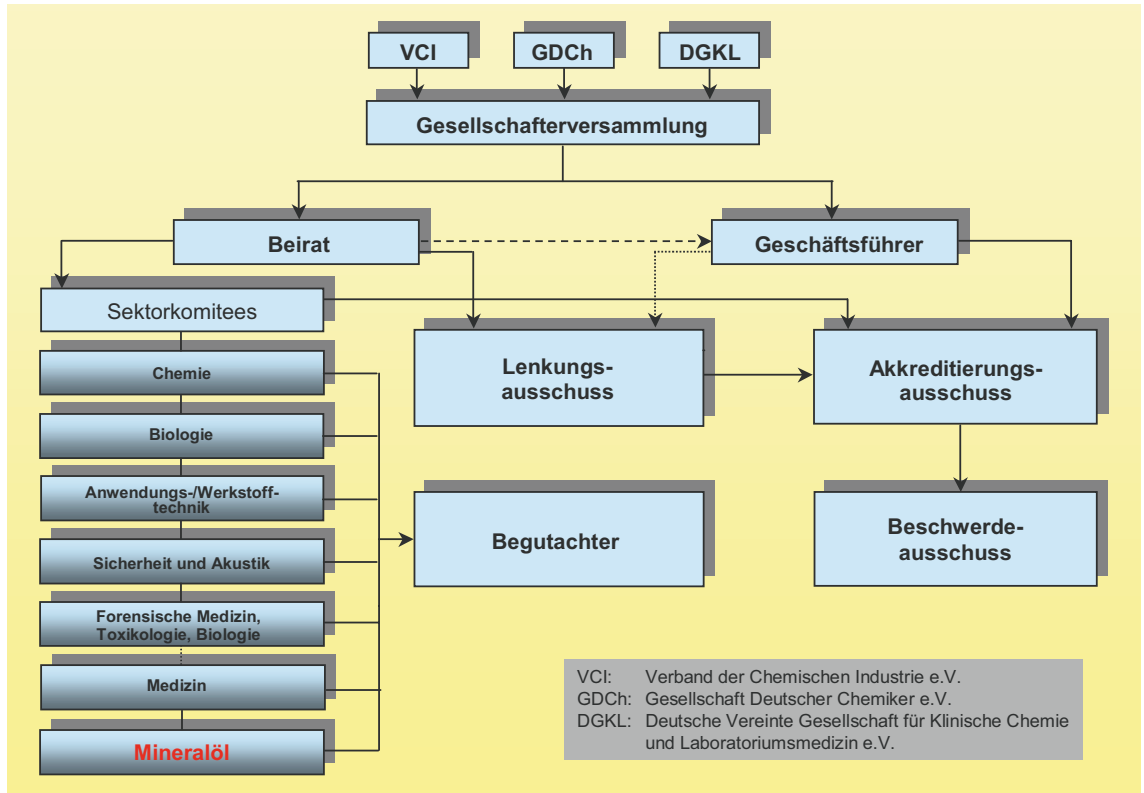 VCI
GDCh
DGKL
Gesellschafterversammlung
Beirat
Geschäftsführer
Sektorkomitees
Chemie
Biologie
Anwendungs-/Werkstoff-
technik
Sicherheit und Akustik
Forensische Medizin,
Toxikologie, Biologie
Medizin
Mineralöl
Lenkungs-
ausschuss
Akkreditierungs-
ausschuss
Begutachter
Beschwerde-
ausschuss
VCI: Verband der Chemischen Industrie e.V.
GDCh: Gesellschaft Deutscher Chemiker e.V.
DGKL: Deutsche Vereinte Gesellschaft für Klinische Chemie
und Laboratoriumsmedizin e.V.